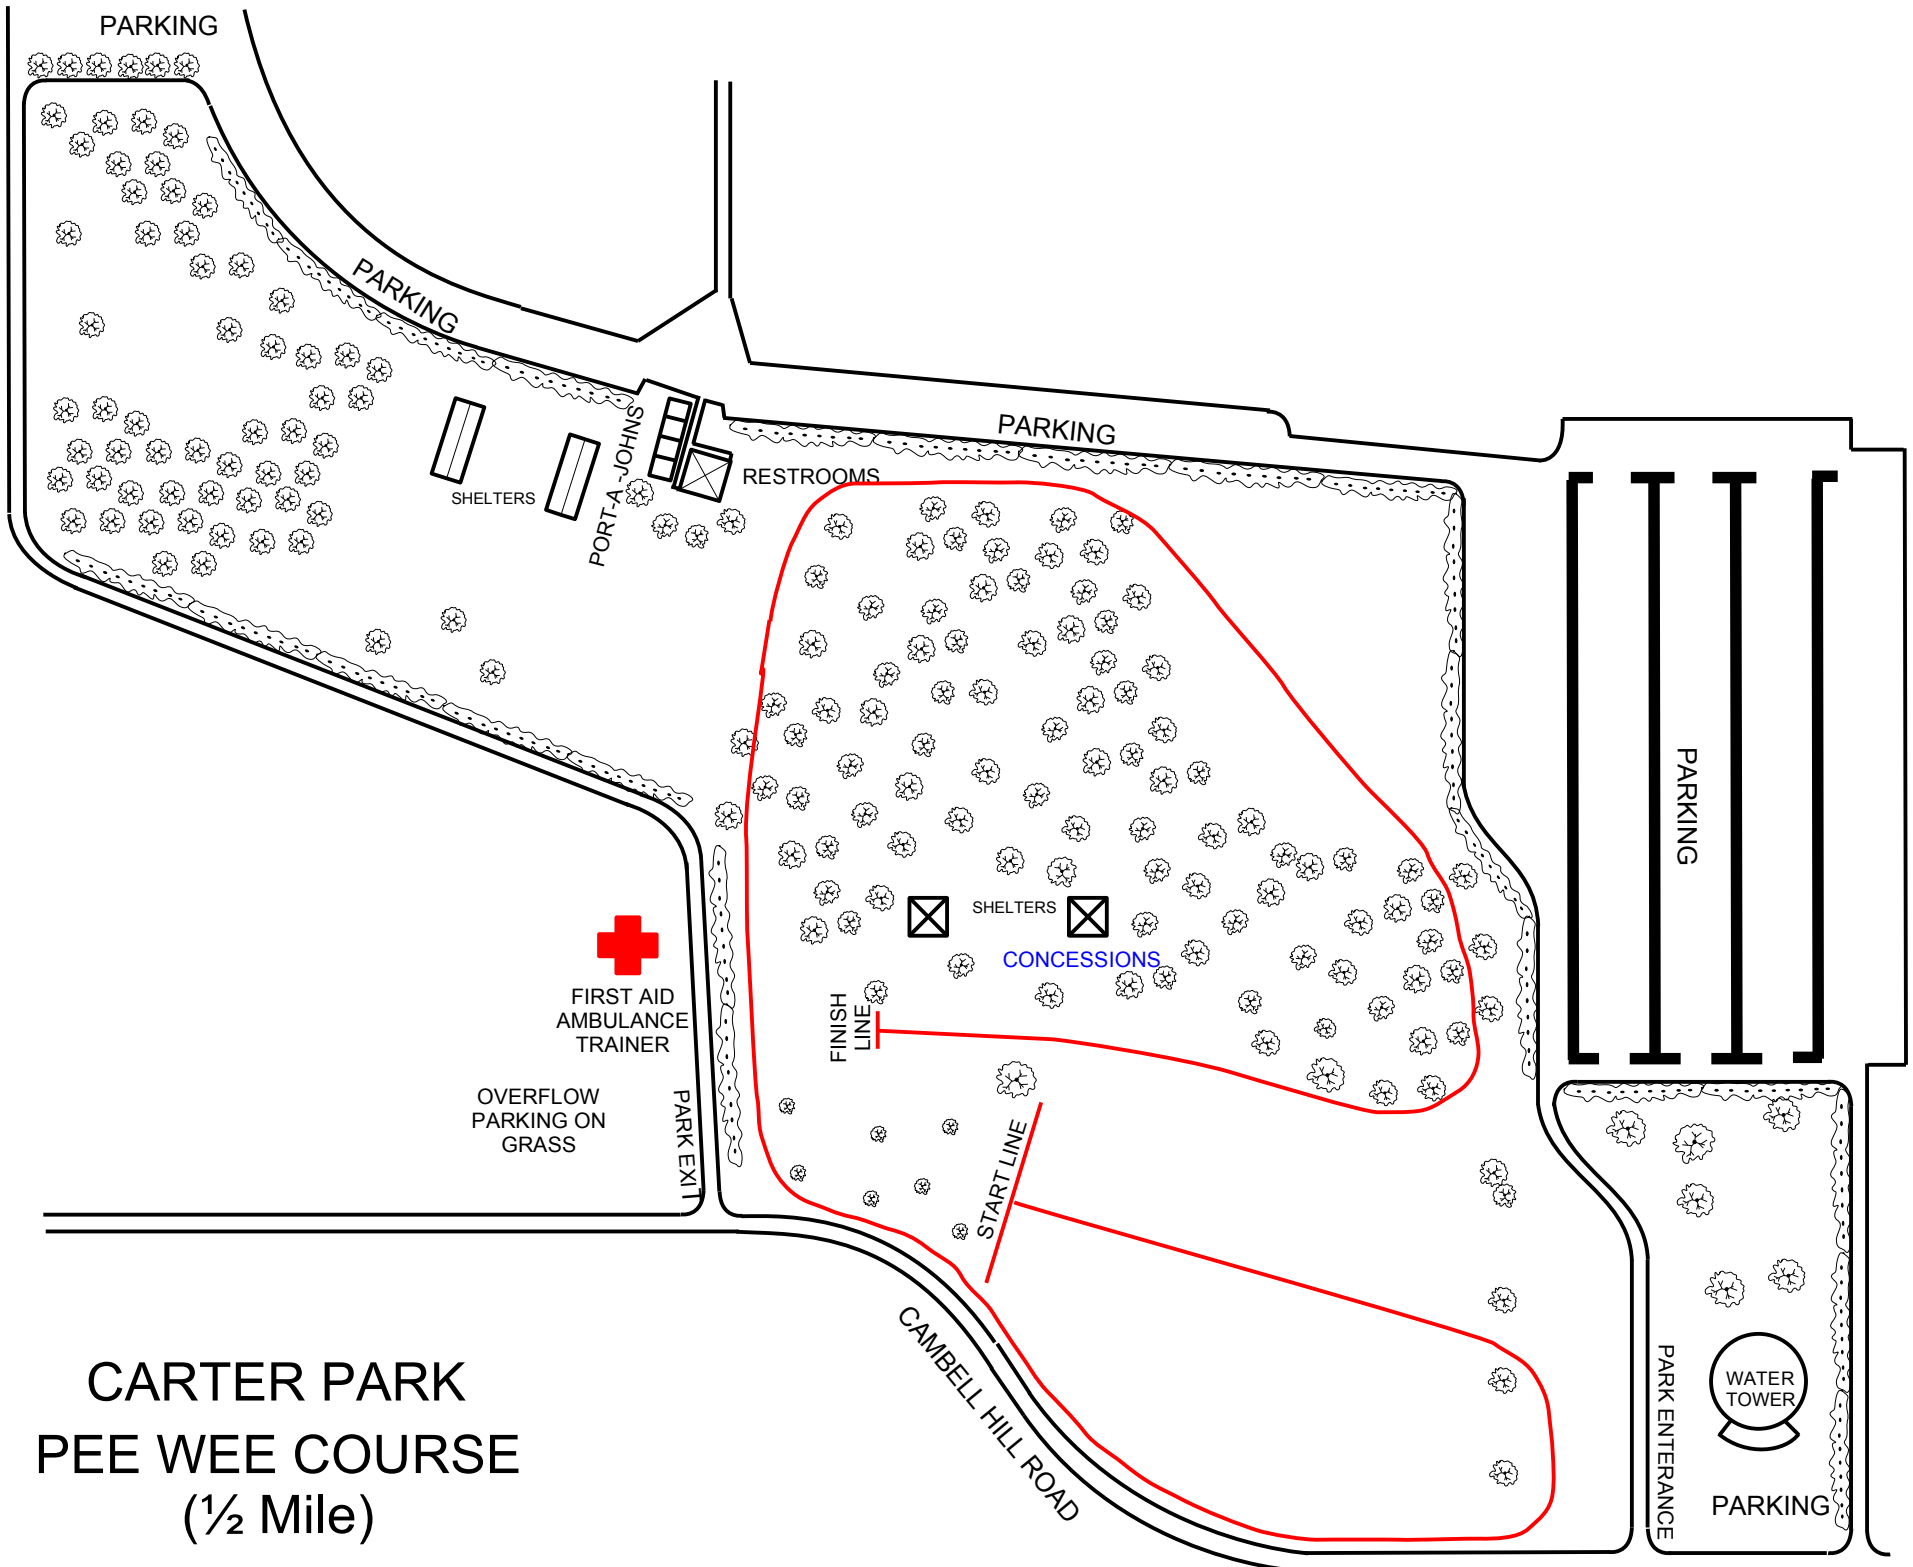 PARKING
PARKING
PARKING
PORT-A -JOHNS
RESTROOMS
SHELTERS
PARKING
SHELTERS
CONCESSIONS
FINISH
LINE
FIRST AID
AMBULANCE
TRAINER
OVERFLOW
PARKING ON
GRASS
PARK EXIT
START LINE
CAMBELL HILL ROAD
PARK ENTERANCE
WATER
TOWER
PARKING
CARTER PARK
PEE WEE COURSE
(½ Mile)